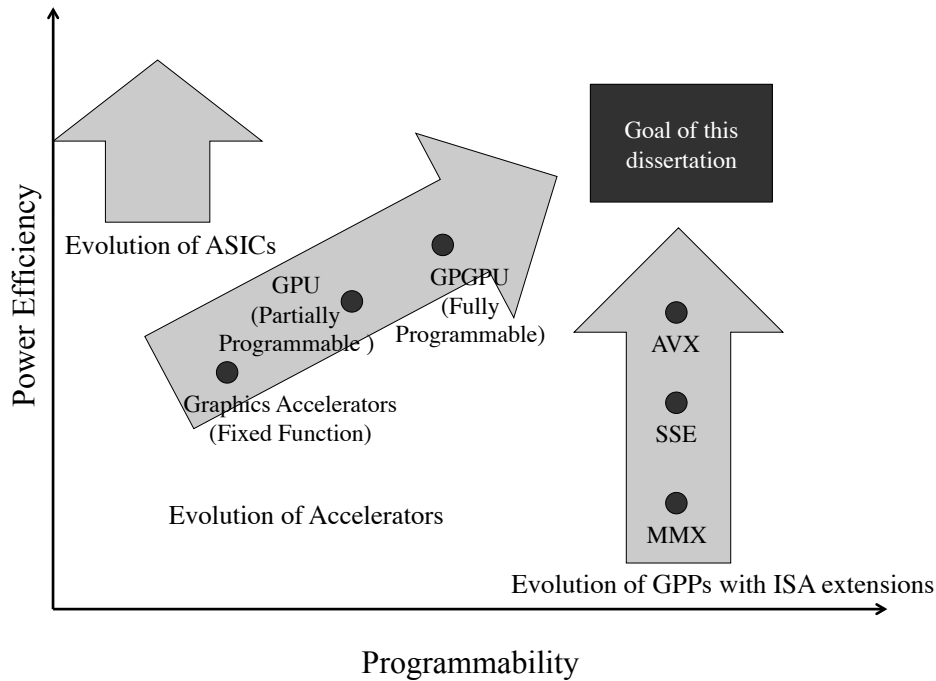 Power Efficiency
Goal of this
dissertation
Evolution of ASICs
GPU
(Partially
Programmable )
GPGPU
(Fully
Programmable)
Graphics Accelerators
(Fixed Function)
Evolution of Accelerators
AVX
SSE
MMX
Evolution of GPPs with ISA extensions
Programmability